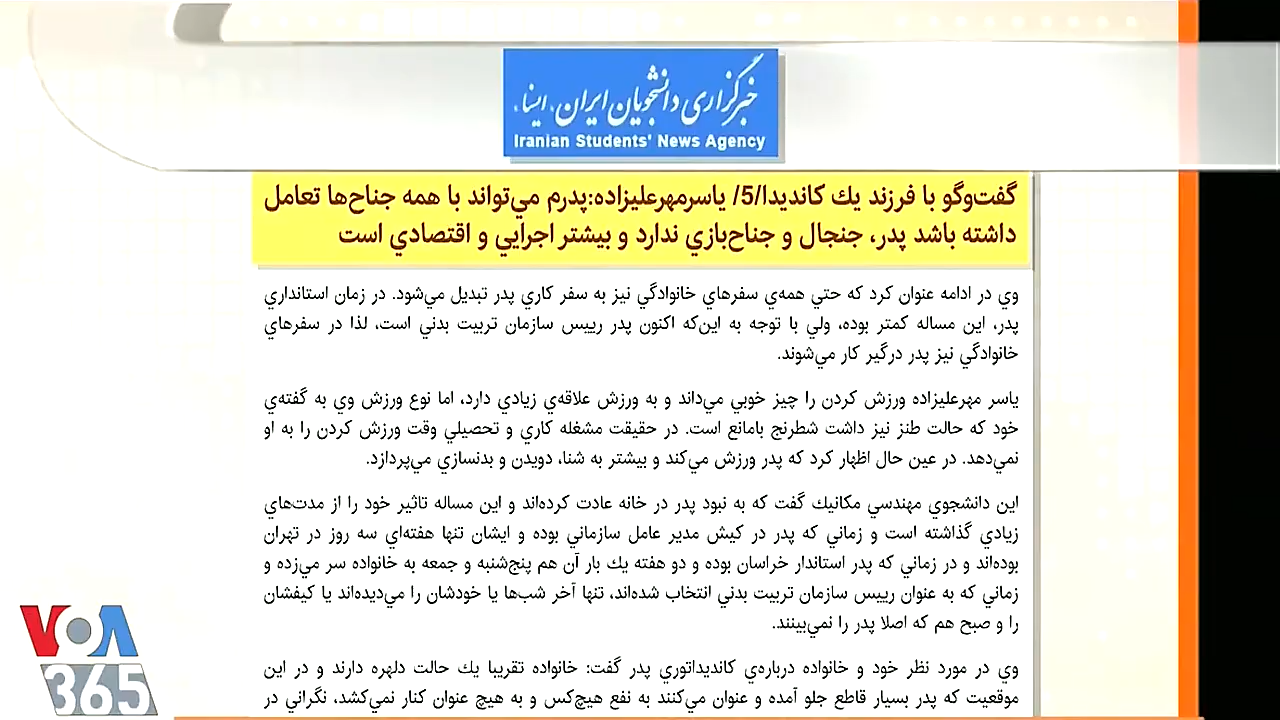 خبرگزاری دانشجویان ایران، ایسنا،
Iranian Students' News Agency
گفت‌وگو با فرزند يك كانديدا/5/ ياسرمهرعليزاده:پدرم مي‌تواند با همه جناح‌ها تعامل
داشته باشد پدر، جنجال و جناح‌بازي ندارد و بيشتر اجرايي و اقتصادي است
وي در ادامه عنوان كرد كه حتي همه‌ي سفرهاي خانوادگي نيز به سفر كاري پدر تبديل مي‌شود. در زمان استانداري
پدر، اين مساله كمتر بوده، ولي با توجه به اين‌كه اكنون پدر رييس سازمان تربيت بدني است، لذا در سفرهاي
خانوادگي نيز پدر درگير كار مي‌شوند.
ياسر مهرعليزاده ورزش كردن را چيز خوبي مي‌داند و به ورزش علاقه‌ي زيادي دارد، اما نوع ورزش وي به گفته‌ي
خود كه حالت طنز نيز داشت شطرنج بامانع است. در حقيقت مشغله كاري و تحصيلي وقت ورزش كردن را به او
نمي‌دهد. در عين حال اظهار كرد كه پدر ورزش مي‌كند و بيشتر به شنا، دويدن و بدنسازي مي‌پردازد.
اين دانشجوي مهندسي مكانيك گفت كه به نبود پدر در خانه عادت كرده‌اند و اين مساله تاثير خود را از مدت‌هاي
زيادي گذاشته است و زماني كه پدر در كيش مدير عامل سازماني بوده و ايشان تنها هفته‌اي سه روز در تهران
بوده‌اند و در زماني كه پدر استاندار خراسان بوده و دو هفته يك بار آن هم پنج‌شنبه و جمعه به خانواده سر مي‌زده و
زماني كه به عنوان رييس سازمان تربيت بدني انتخاب شده‌اند، تنها آخر شب‌ها يا خودشان را مي‌ديده‌اند يا كيفشان
را و صبح هم كه اصلا پدر را نمي‌بينند.
وي در مورد نظر خود و خانواده درباره‌ي كانديداتوري پدر گفت: خانواده تقريبا يك حالت دلهره دارند و در اين
موقعيت كه پدر بسيار قاطع جلو آمده و عنوان مي‌كنند به نفع هيچ‌كس و به هيچ عنوان كنار نمي‌كشد، نگراني در
VOA
365